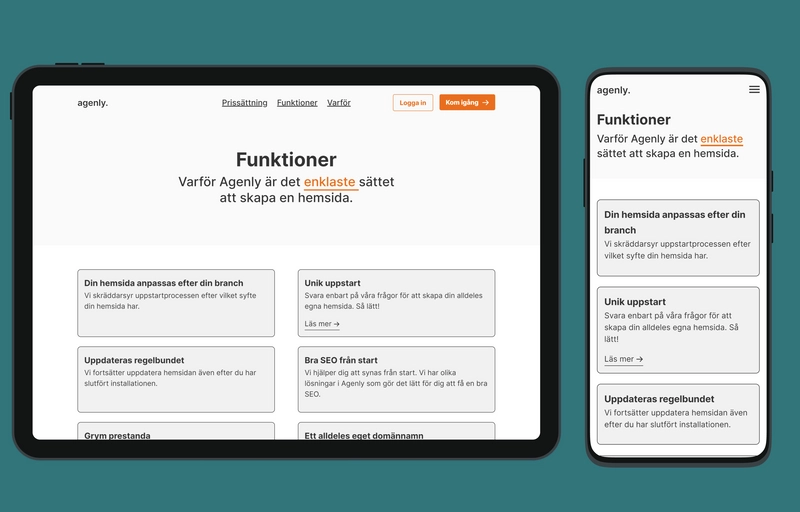 agenly.
Prissättning Funktioner Varför
Logga in
Kom igång →
Funktioner
Varför Agenly är det enklaste sättet
att skapa en hemsida.
Din hemsida anpassas efter din branch
Vi skräddarsyr uppstartprocessen efter vilket syfte
din hemsida har.
Unik uppstart
Svara enbart på våra frågor för att skapa din alldeles
egna hemsida. Så lätt!
Läs mer →
Uppdateras regelbundet
Vi fortsätter uppdatera hemsidan även efter du har
slutfört installationen.
Bra SEO från start
Vi hjälper dig att synas från start. Vi har olika
lösningar i Agenly som gör det lätt för dig att få en bra
SEO.
Grym prestanda
Ett alldeles eget domännamn
agenly.
Funktioner
Varför Agenly är det enklaste
sättet att skapa en hemsida.
Din hemsida anpassas efter din
branch
Vi skräddarsyr uppstartprocessen efter
vilket syfte din hemsida har.
Unik uppstart
Svara enbart på våra frågor för att
skapa din alldeles egna hemsida. Så
lätt!
Läs mer →
Uppdateras regelbundet
Vi fortsätter uppdatera hemsidan även
efter du har slutfört installationen.